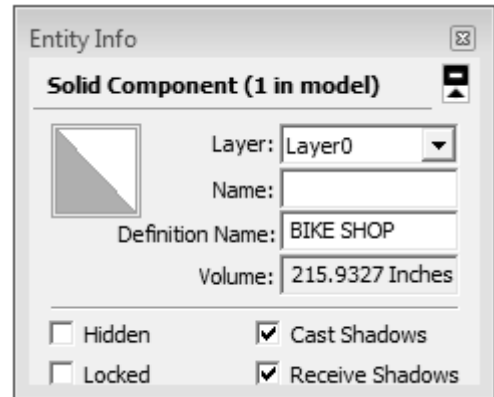 Entity Info
Solid Component (1 in model)
Layer: Layer0
Name:
Definition Name: BIKE SHOP
Volume: 215.9327 Inches
Hidden Cast Shadows
Locked Receive Shadows